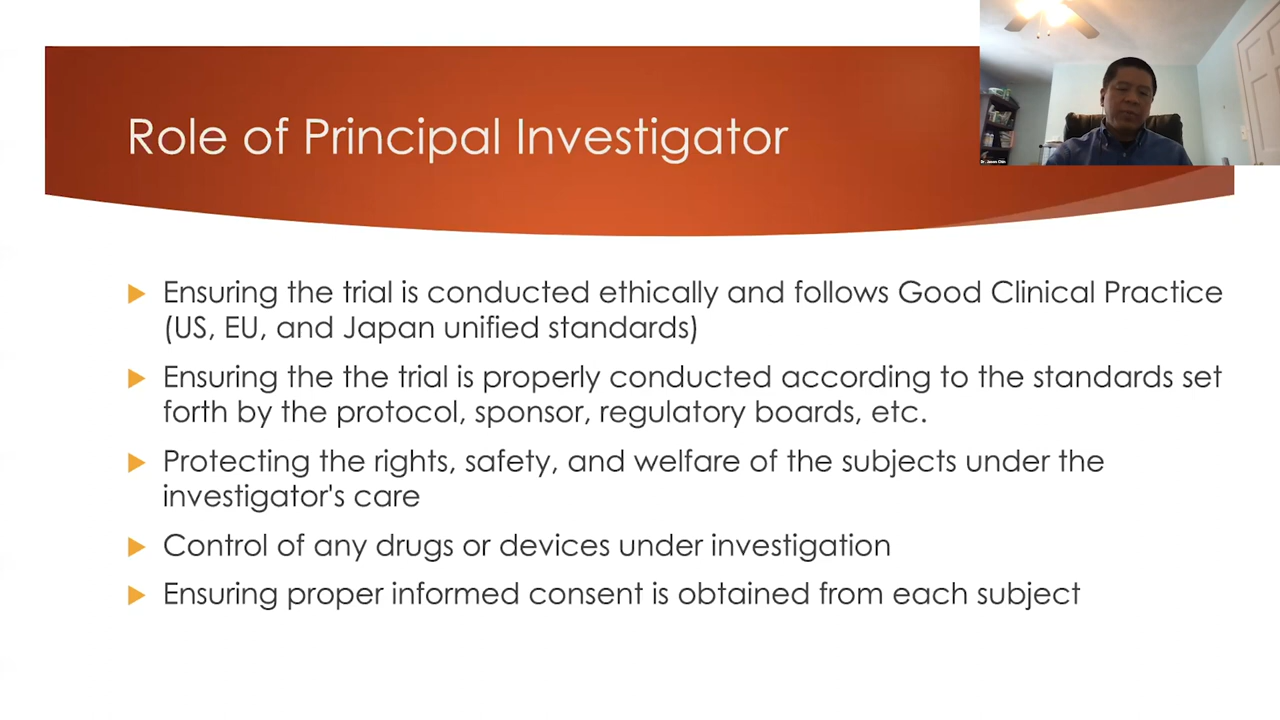 Role of Principal Investigator
Ensuring the trial is conducted ethically and follows Good Clinical Practice
(US, EU, and Japan unified standards)
Ensuring the the trial is properly conducted according to the standards set
forth by the protocol, sponsor, regulatory boards, etc.
Protecting the rights, safety, and welfare of the subjects under the
investigator's care
Control of any drugs or devices under investigation
Ensuring proper informed consent is obtained from each subject